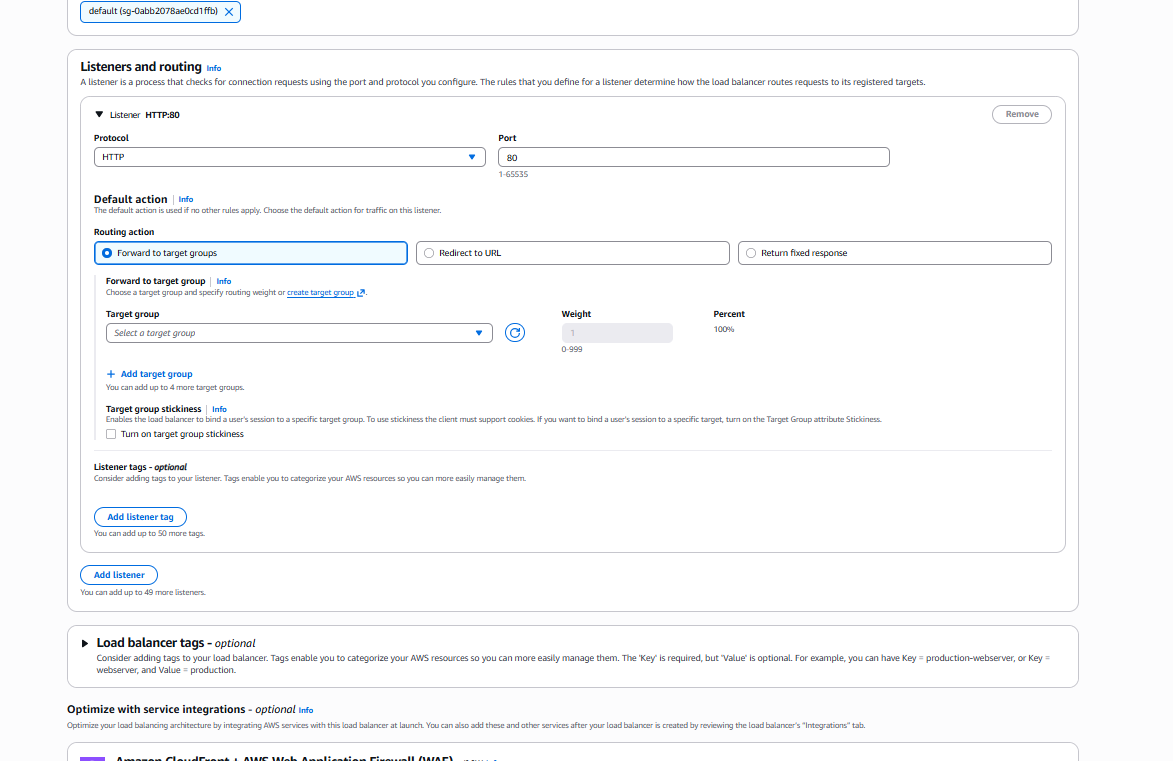 default (sg-0abb2078ae0cd1ffb)
Listeners and routing Info
A listener is a process that checks for connection requests using the port and protocol you configure. The rules that you define for a listener determine how the load balancer routes requests to its registered targets.
Listener HTTP:80
Remove
Protocol
Port
HTTP
80
1-65535
Default action | Info
The default action is used if no other rules apply. Choose the default action for traffic on this listener.
Routing action
Forward to target groups
Redirect to URL
Return fixed response
Forward to target group | Info
Choose a target group and specify routing weight or create target group.
Target group
Weight
Percent
Select a target group
1
100%
0-999
+ Add target group
You can add up to 4 more target groups.
Target group stickiness | Info
Enables the load balancer to bind a user's session to a specific target group. To use stickiness the client must support cookies. If you want to bind a user's session to a specific target, turn on the Target Group attribute Stickiness.
Turn on target group stickiness
Listener tags - optional
Consider adding tags to your listener. Tags enable you to categorize your AWS resources so you can more easily manage them.
Add listener tag
You can add up to 50 more tags.
Add listener
You can add up to 49 more listeners.
Load balancer tags - optional
Consider adding tags to your load balancer. Tags enable you to categorize your AWS resources so you can more easily manage them. The 'Key' is required, but 'Value' is optional. For example, you can have Key = production-webserver, or Key =
webserver, and Value = production.
Optimize with service integrations - optional Info
Optimize your load balancing architecture by integrating AWS services with this load balancer at launch. You can also add these and other services after your load balancer is created by reviewing the load balancer's "Integrations" tab.
Amazon CloudFront + AWS Web Application Firewall (WAF)